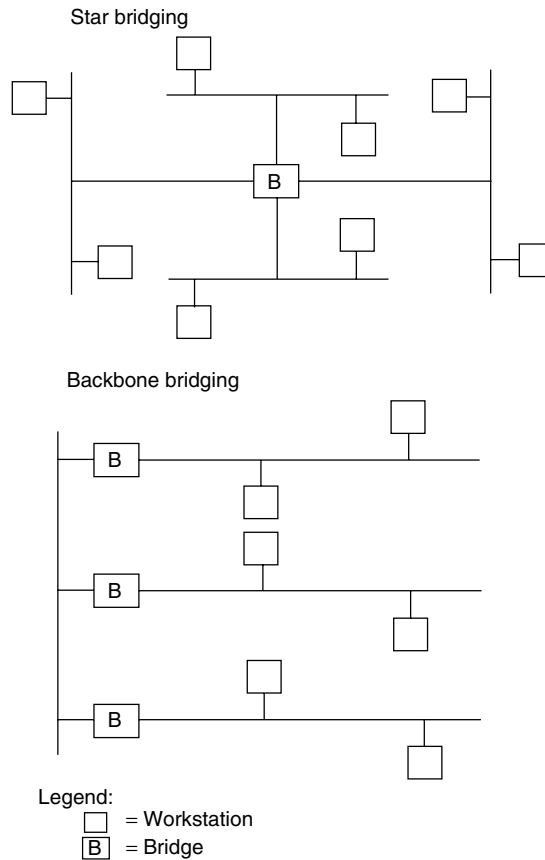 Star bridging
B
Backbone bridging
B
B
B
Legend:
= Workstation
B = Bridge